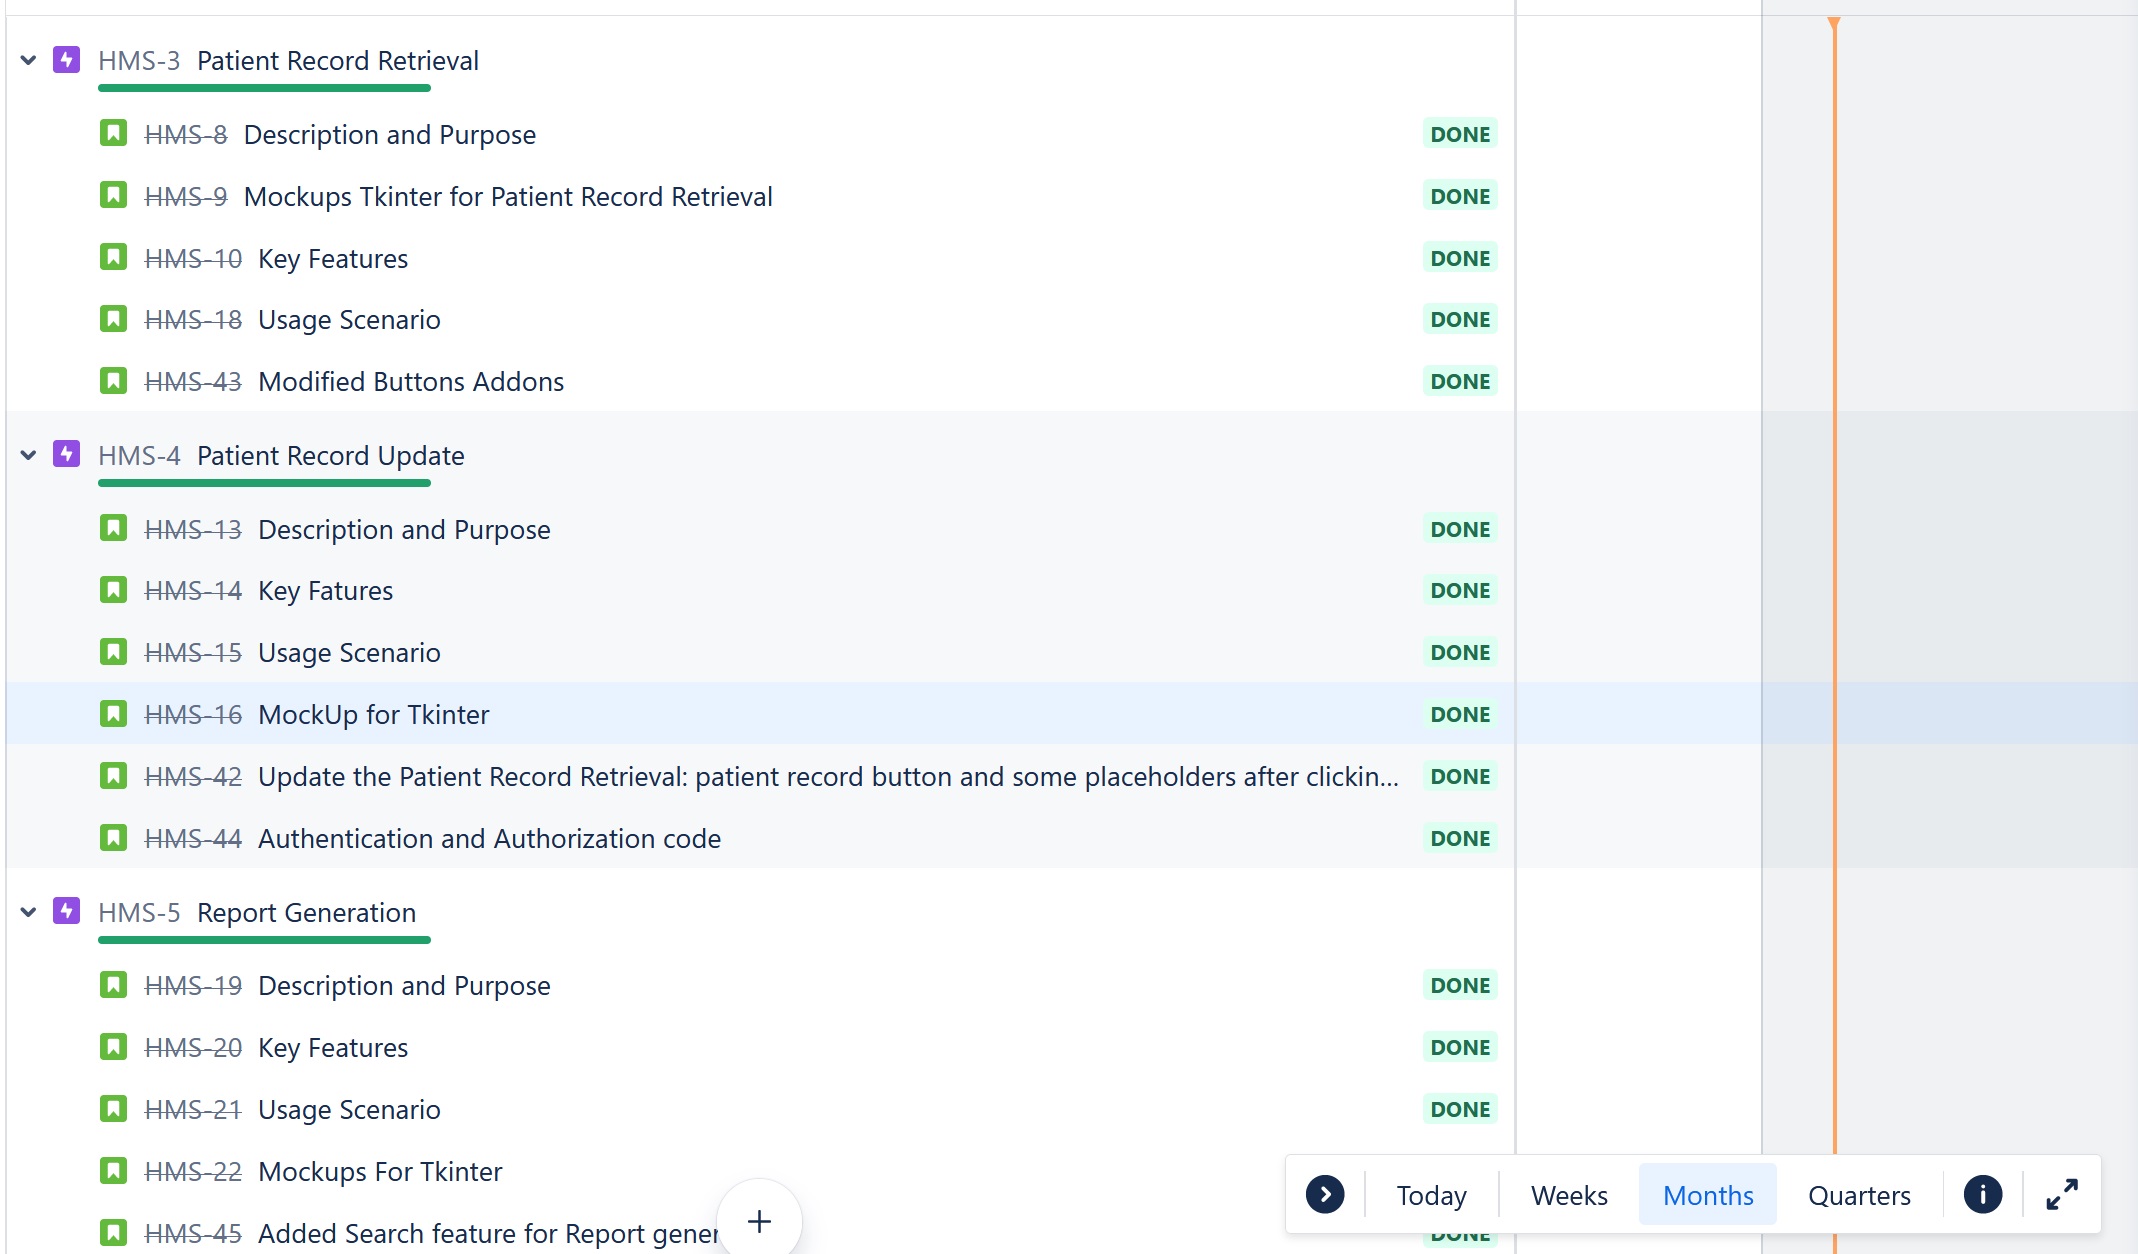 HMS-3 Patient Record Retrieval
HMS-8 Description and Purpose DONE
HMS-9 Mockups Tkinter for Patient Record Retrieval DONE
HMS-10 Key Features DONE
HMS-18 Usage Scenario DONE
HMS-43 Modified Buttons Addons DONE
HMS-4 Patient Record Update
HMS-13 Description and Purpose DONE
HMS-14 Key Fatures DONE
HMS-15 Usage Scenario DONE
HMS-16 MockUp for Tkinter DONE
HMS-42 Update the Patient Record Retrieval: patient record button and some placeholders after clickin... DONE
HMS-44 Authentication and Authorization code DONE
HMS-5 Report Generation
HMS-19 Description and Purpose DONE
HMS-20 Key Features DONE
HMS-21 Usage Scenario DONE
HMS-22 Mockups For Tkinter
Today Weeks Months Quarters
HMS-45 Added Search feature for Report gener DONE